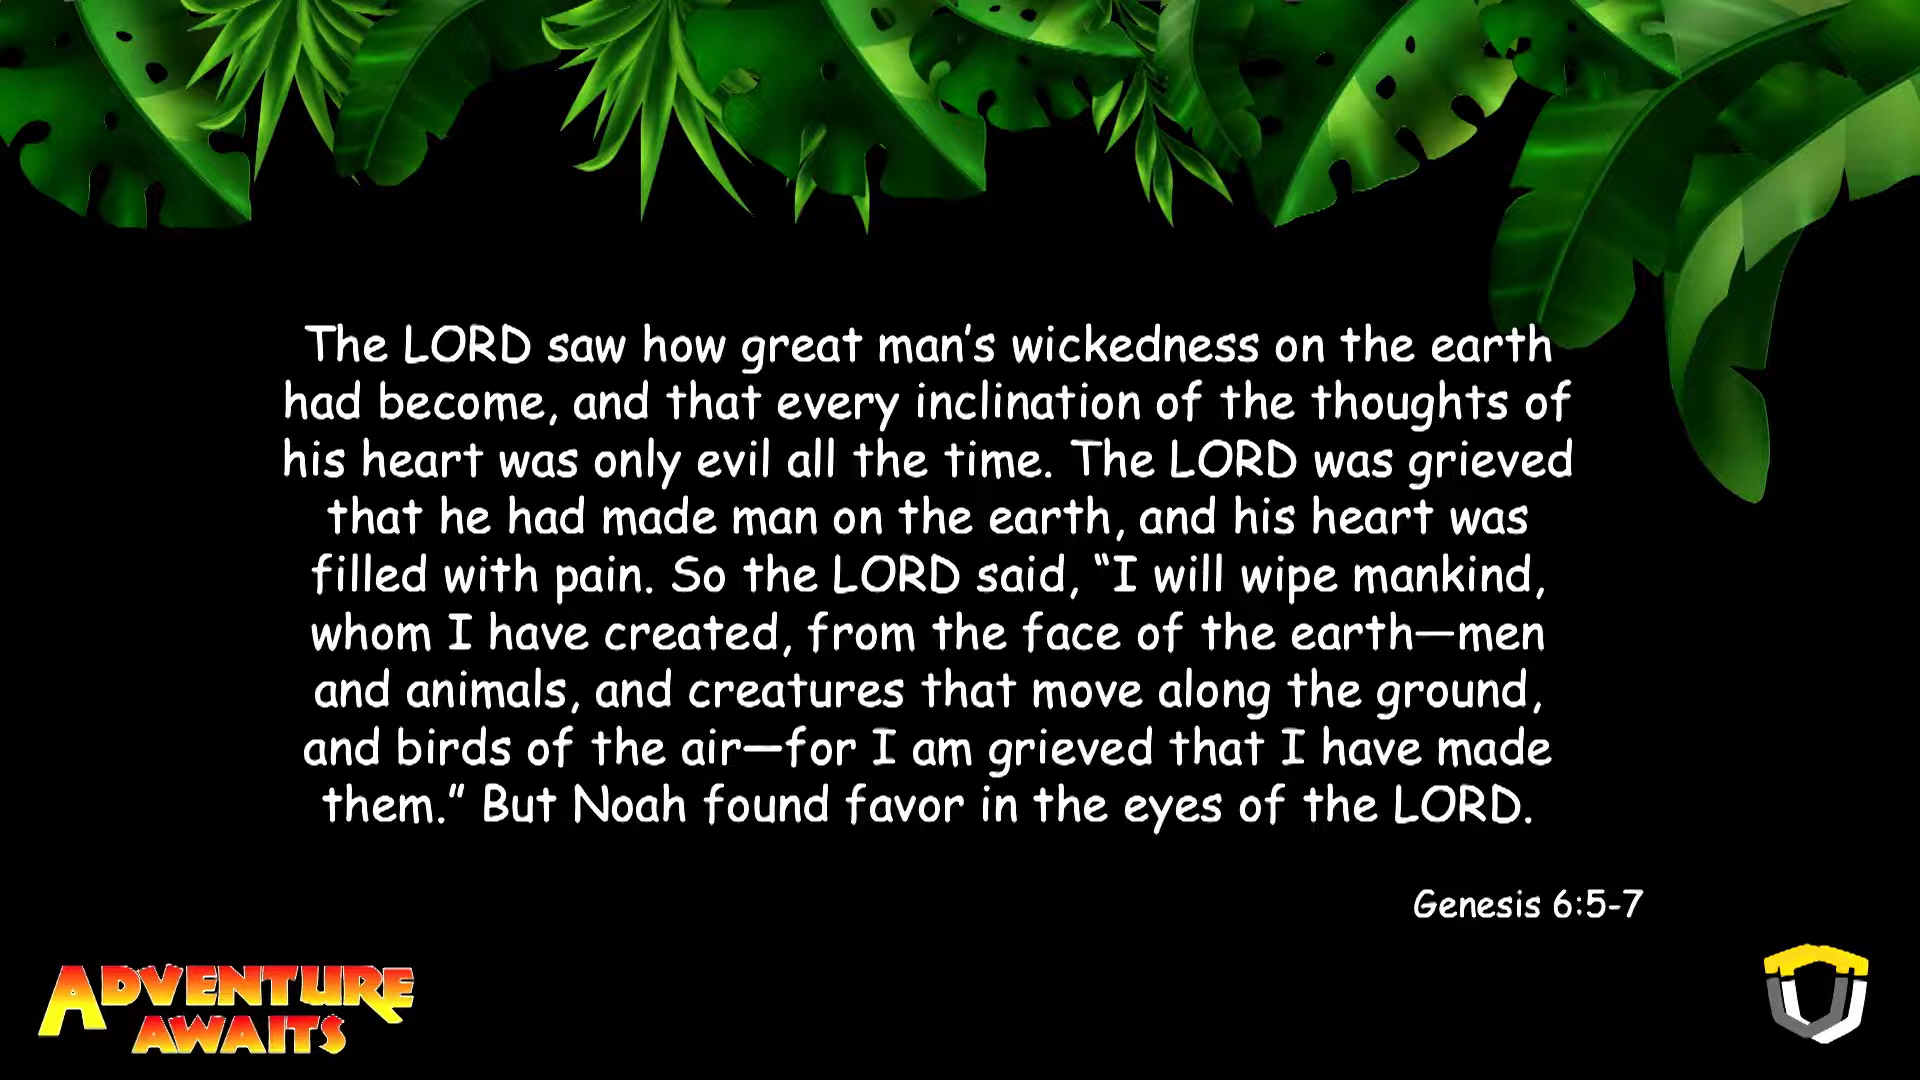 The LORD saw how great man’s wickedness on the earth
had become, and that every inclination of the thoughts of
his heart was only evil all the time. The LORD was grieved
that he had made man on the earth, and his heart was
filled with pain. So the LORD said, “I will wipe mankind,
whom I have created, from the face of the earth—men
and animals, and creatures that move along the ground,
and birds of the air—for I am grieved that I have made
them.” But Noah found favor in the eyes of the LORD.
Genesis 6:5-7
ADVENTURE
AWAITS